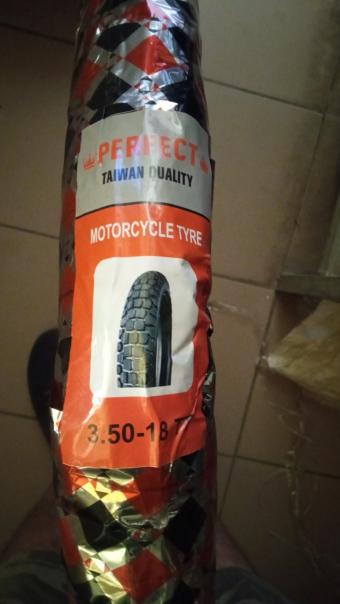 PERFECT
TAIWAN QUALITY
MOTORCYCLE TYRE
3.50-18